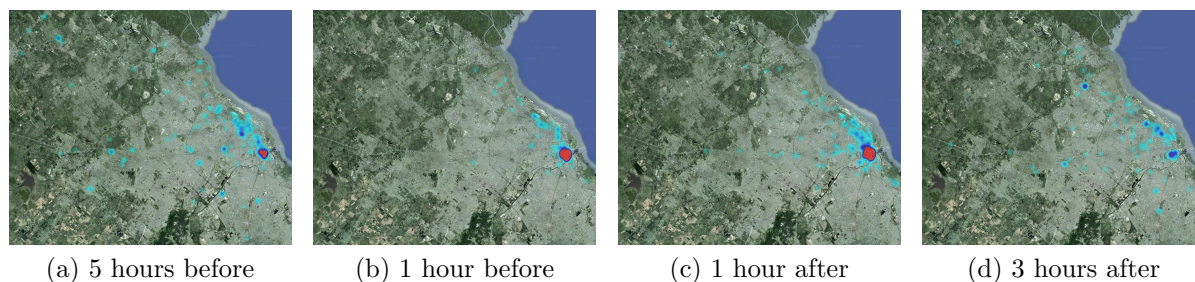 (a) 5 hours before
(b) 1 hour before
(c) 1 hour after
(d) 3 hours after